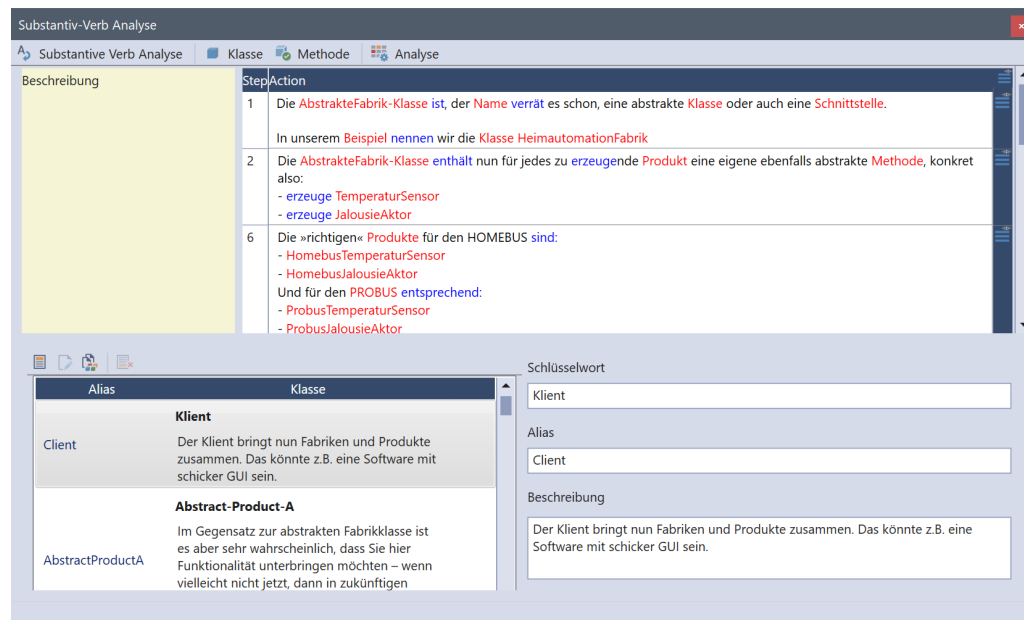 Substantiv-Verb Analyse
Substantive Verb Analyse Klasse Methode Analyse
Beschreibung
Step Action
1 Die AbstrakteFabrik-Klasse ist, der Name verrät es schon, eine abstrakte Klasse oder auch eine Schnittstelle.
In unserem Beispiel nennen wir die Klasse HeimautomationFabrik
2 Die AbstrakteFabrik-Klasse enthält nun für jedes zu erzeugende Produkt eine eigene ebenfalls abstrakte Methode, konkret
also:
- erzeuge TemperaturSensor
- erzeuge JalousieAktor
6 Die »richtigen« Produkte für den HOMEBUS sind:
- HomebusTemperaturSensor
- HomebusJalousieAktor
Und für den PROBUS entsprechend:
- ProbusTemperaturSensor
- ProbusJalousieAktor
Alias Klasse
Klient
Client
Der Klient bringt nun Fabriken und Produkte
zusammen. Das könnte z.B. eine Software mit
schicker GUI sein.
Abstract-Product-A
AbstractProductA
Im Gegensatz zur abstrakten Fabrikklasse ist
es aber sehr wahrscheinlich, dass Sie hier
Funktionalität unterbringen möchten – wenn
vielleicht nicht jetzt, dann in zukünftigen
Schlüsselwort
Klient
Alias
Client
Beschreibung
Der Klient bringt nun Fabriken und Produkte zusammen. Das könnte z.B. eine
Software mit schicker GUI sein.